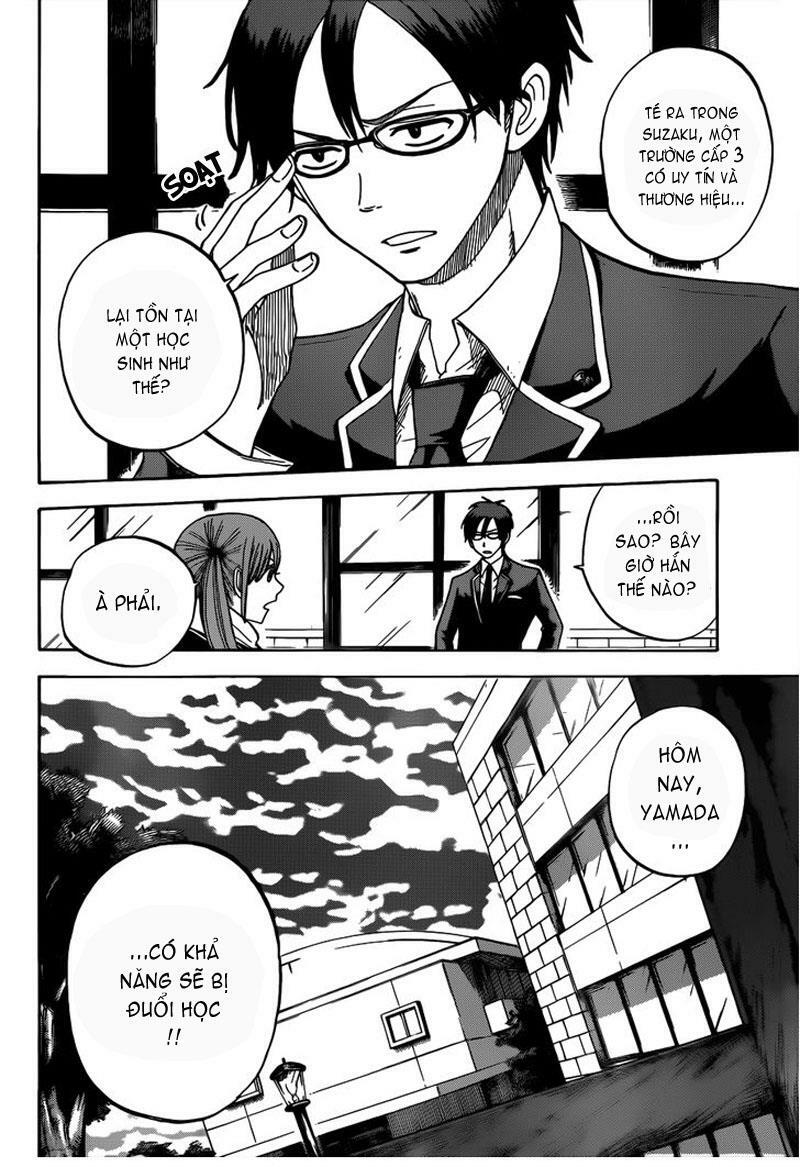 TÉ RA TRONG
SUZAKU, MỘT
TRƯỜNG CẤP 3
CÓ UY TÍN VÀ
THƯƠNG HIỆU...
SOẠT
LẠI TỒN TẠI
MỘT HỌC
SINH NHƯ
THẾ?
...RỒI
SAO? BÂY
GIỜ HẮN
THẾ NÀO?
À PHẢI.
HÔM
NAY,
YAMADA
...
...CÓ KHẢ
NĂNG SẼ BỊ
ĐUỔI HỌC
!!